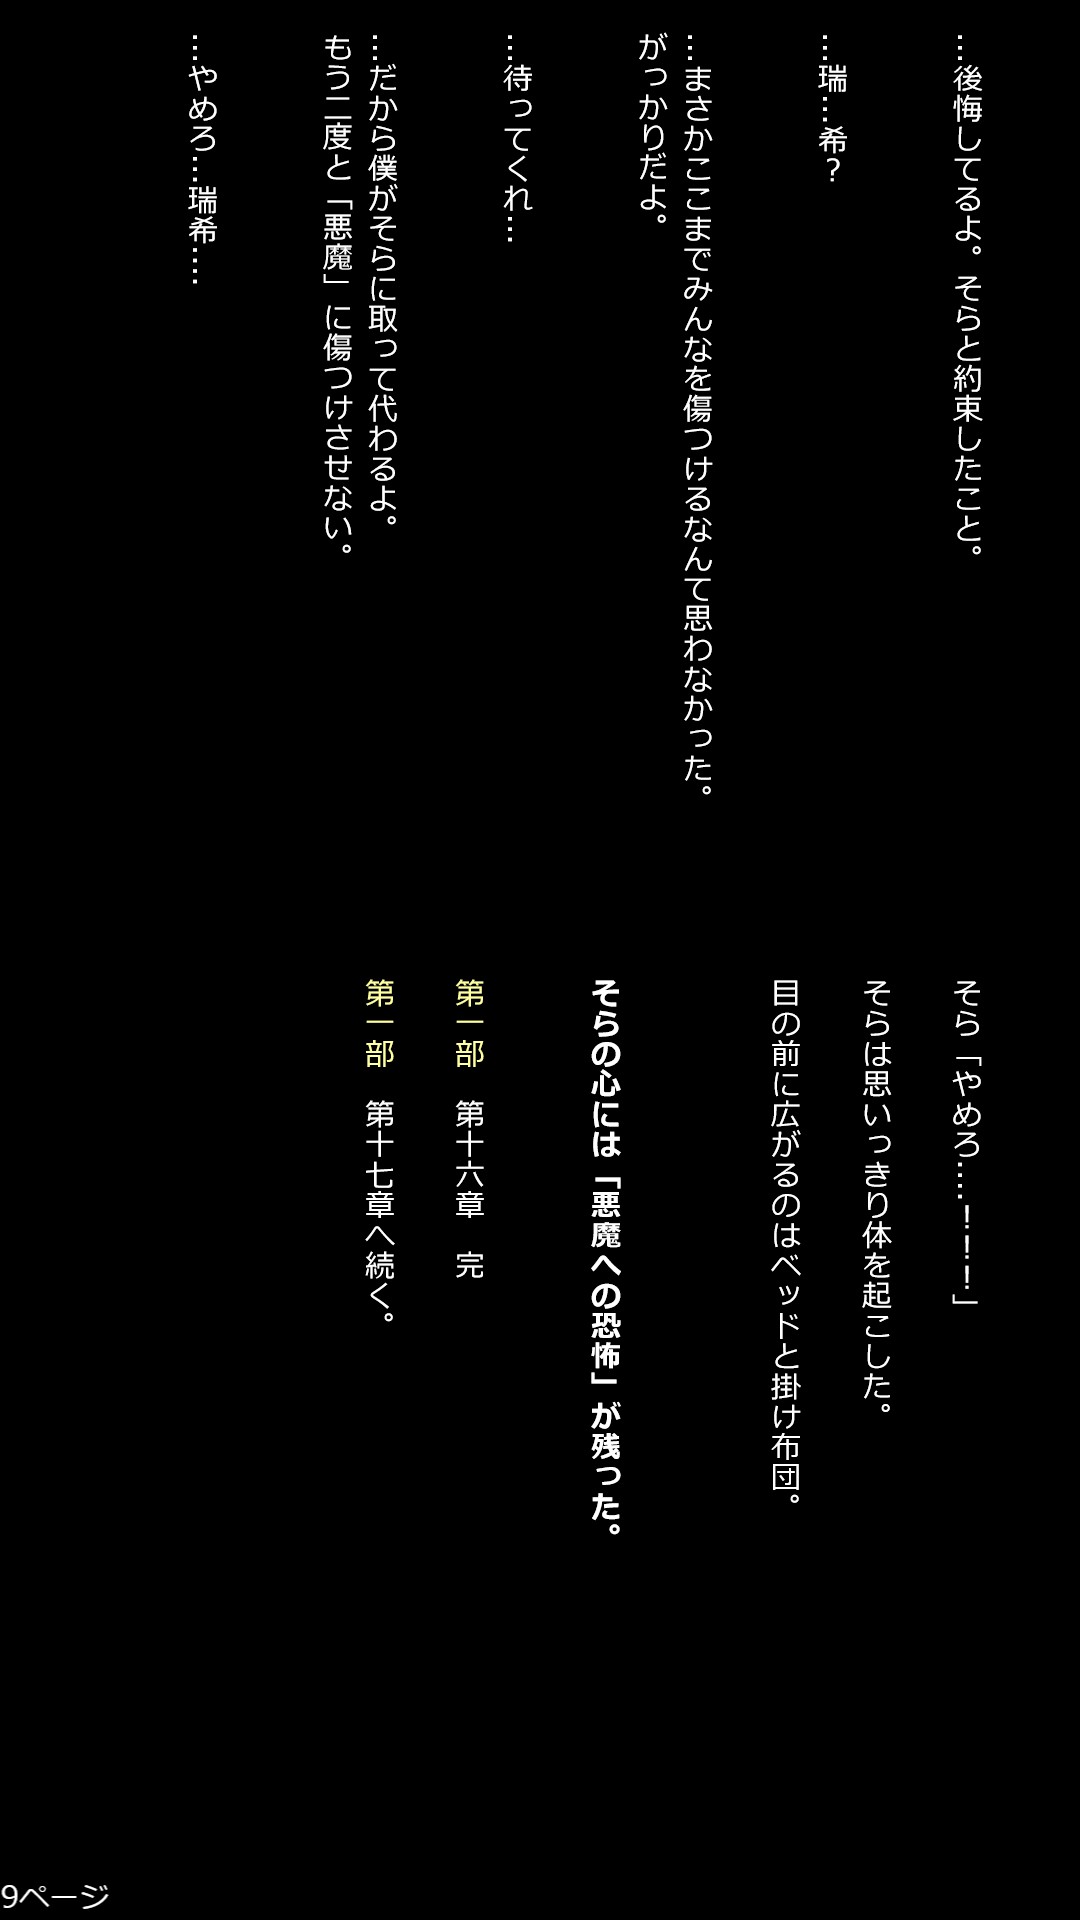 …後悔してるよ。そらと約束したこと。
…瑞…希？
…まさかここまでみんなを傷つけるなんて思わなかった。
がっかりだよ。
…待ってくれ…
…だから僕がそらに取って代わるよ。
もう二度と「悪魔」に傷つけさせない。
…やめろ…瑞希….
そら「やめろ….！！！」
そらは思いっきり体を起こした。
目の前に広がるのはベッドと掛け布団。
そらの心には「悪魔への恐怖」が残った。
第一部　第十六章　完
第一部　第十七章へ続く。
9ページ